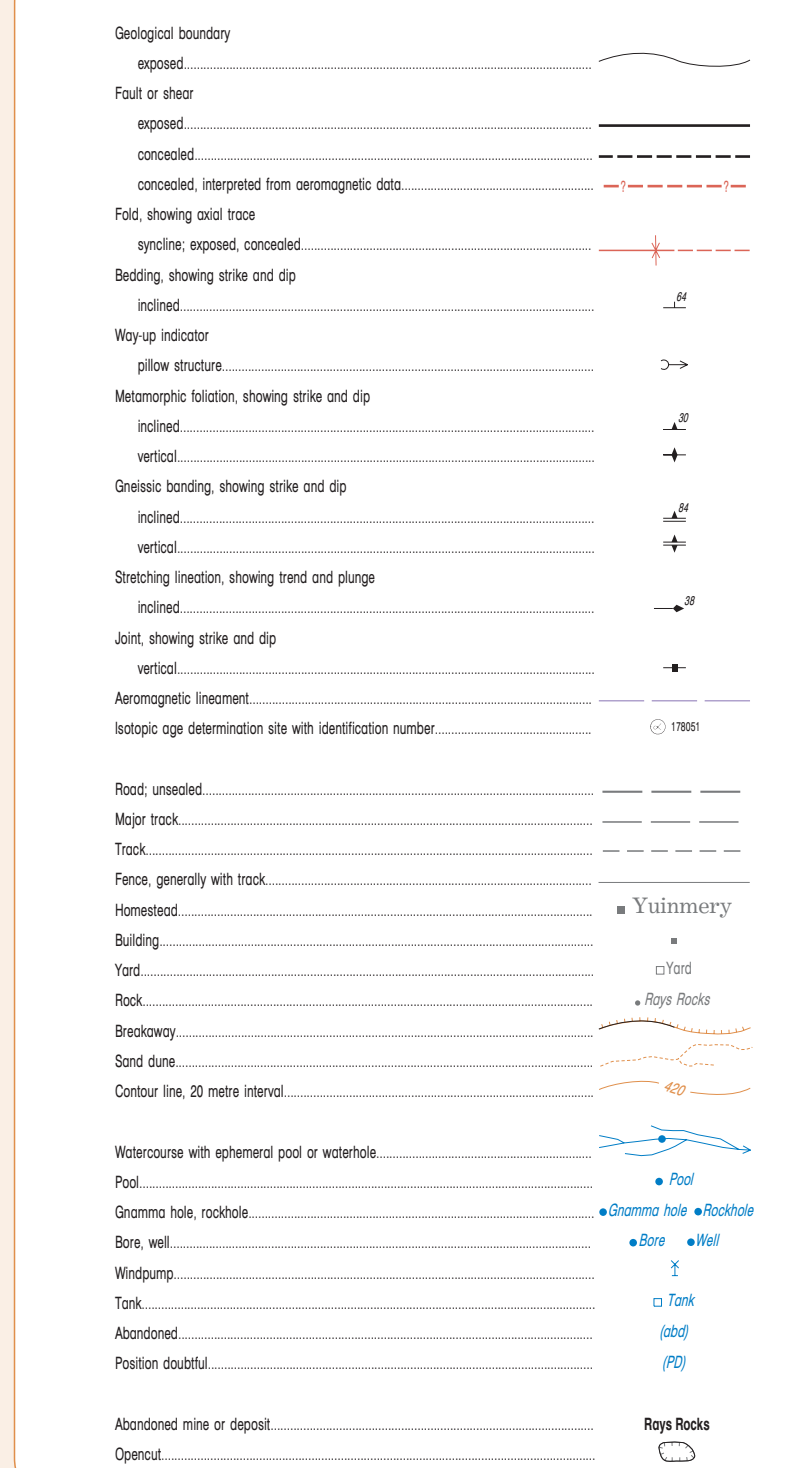 Geological boundary
exposed
Fault or shear
exposed
concealed
concealed, interpreted from aeromagnetic data ? ?
Fold, showing axial trace
syncline; exposed, concealed
Bedding, showing strike and dip
inclined 64
Way-up indicator
pillow structure
Metamorphic foliation, showing strike and dip
inclined 30
vertical
Gneissic banding, showing strike and dip
inclined 84
vertical
Stretching lineation, showing trend and plunge
inclined 38
Joint, showing strike and dip
vertical
Aeromagnetic lineament
Isotopic age determination site with identification number 178051
Road; unsealed
Major track
Track
Fence, generally with track
Homestead Yuinmery
Building
Yard Yard
Rock Rays Rocks
Breakaway
Sand dune
Contour line, 20 metre interval 420
Watercourse with ephemeral pool or waterhole
Pool Pool
Gnamma hole, rockhole Gnamma hole Rockhole
Bore, well Bore Well
Windpump
Tank Tank
Abandoned (abd)
Position doubtful (PD)
Abandoned mine or deposit Rays Rocks
Opencut